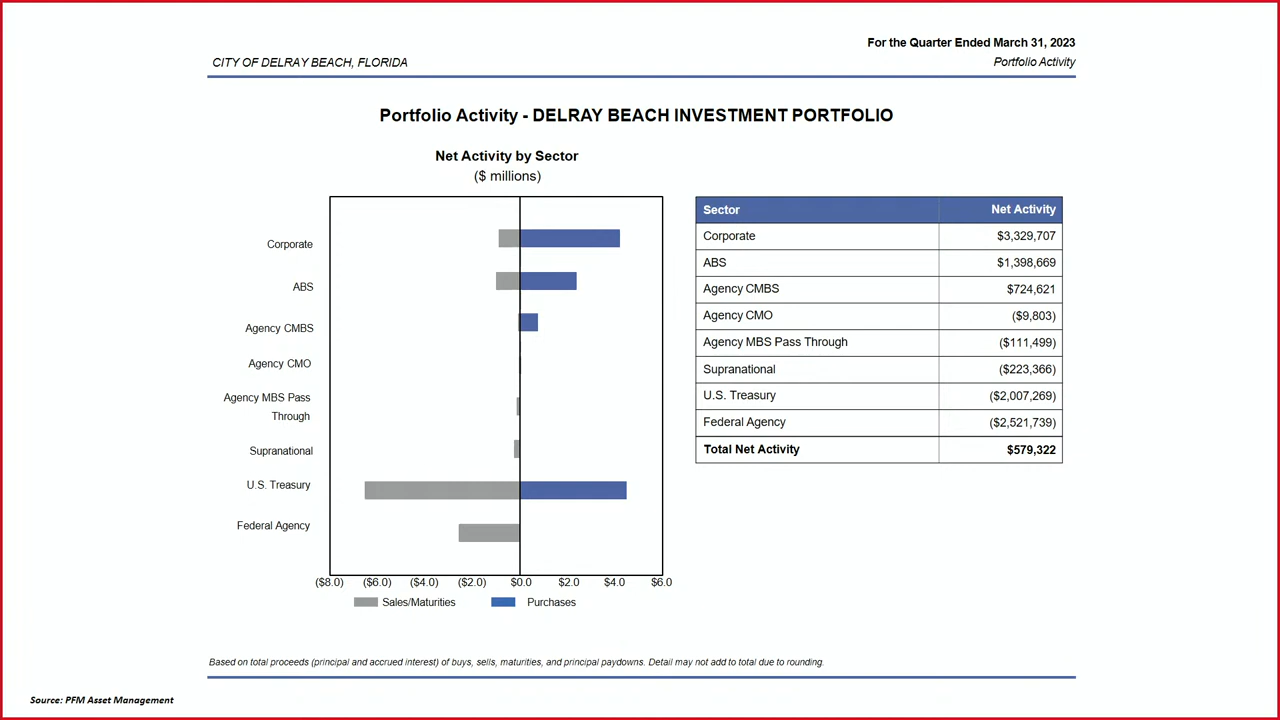 For the Quarter Ended March 31, 2023
CITY OF DELRAY BEACH, FLORIDA
Portfolio Activity
Portfolio Activity - DELRAY BEACH INVESTMENT PORTFOLIO
Net Activity by Sector
($ millions)
Corporate
ABS
Agency CMBS
Agency CMO
Agency MBS Pass
Through
Supranational
U.S. Treasury
Federal Agency
($8.0) ($6.0) ($4.0) ($2.0) $0.0 $2.0 $4.0 $6.0
Sales/Maturities Purchases
Sector Net Activity
Corporate $3,329,707
ABS $1,398,669
Agency CMBS $724,621
Agency CMO ($9,803)
Agency MBS Pass Through ($111,499)
Supranational ($223,366)
U.S. Treasury ($2,007,269)
Federal Agency ($2,521,739)
Total Net Activity $579,322
Based on total proceeds (principal and accrued interest) of buys, sells, maturities, and principal paydowns. Detail may not add to total due to rounding.
Source: PFM Asset Management